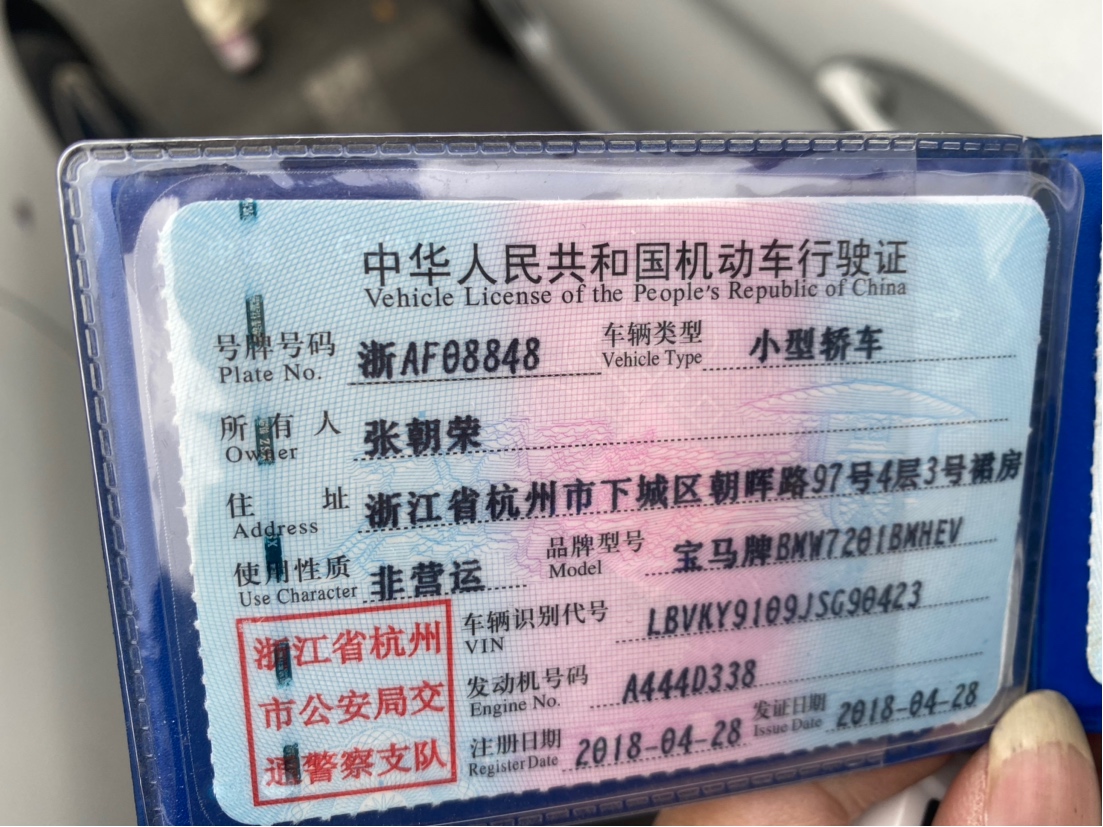 中华人民共和国机动车行驶证
Vehicle License of the People's Republic of China
号牌号码 浙AF08848 车辆类型 小型轿车
Plate No. Vehicle Type
所有人 张朝荣
Owner
住址 浙江省杭州市下城区朝晖路97号4层3号裙房
Address
使用性质 非营运 品牌型号 宝马牌BMW7201BMHEV
Use Character Model
浙江省杭州
市公安局交
通警察支队
车辆识别代号 LBVKY9109JSG90423
VIN
发动机号码 A444D338
Engine No.
注册日期 2018-04-28 发证日期 2018-04-28
Register Date Issue Date